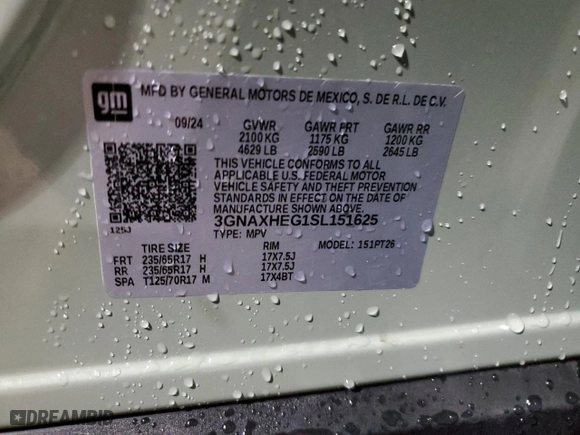 gm
MFD BY GENERAL MOTORS DE MEXICO, S. DE R.L. DE C.V.
09/24 GVWR GAWR FRT GAWR RR
2100 KG 1175 KG 1200 KG
4629 LB 2590 LB 2645 LB
THIS VEHICLE CONFORMS TO ALL
APPLICABLE U.S. FEDERAL MOTOR
VEHICLE SAFETY AND THEFT PREVENTION
STANDARDS IN EFFECT ON THE DATE OF
MANUFACTURE SHOWN ABOVE.
3GNAXHEG1SL151625
125J TYPE: MPV MODEL: 151PT26
TIRE SIZE RIM
FRT 235/65R17 H 17X7.5J
RR 235/65R17 H 17X7.5J
SPA T125/70R17 M 17X4BT
DREAMBID